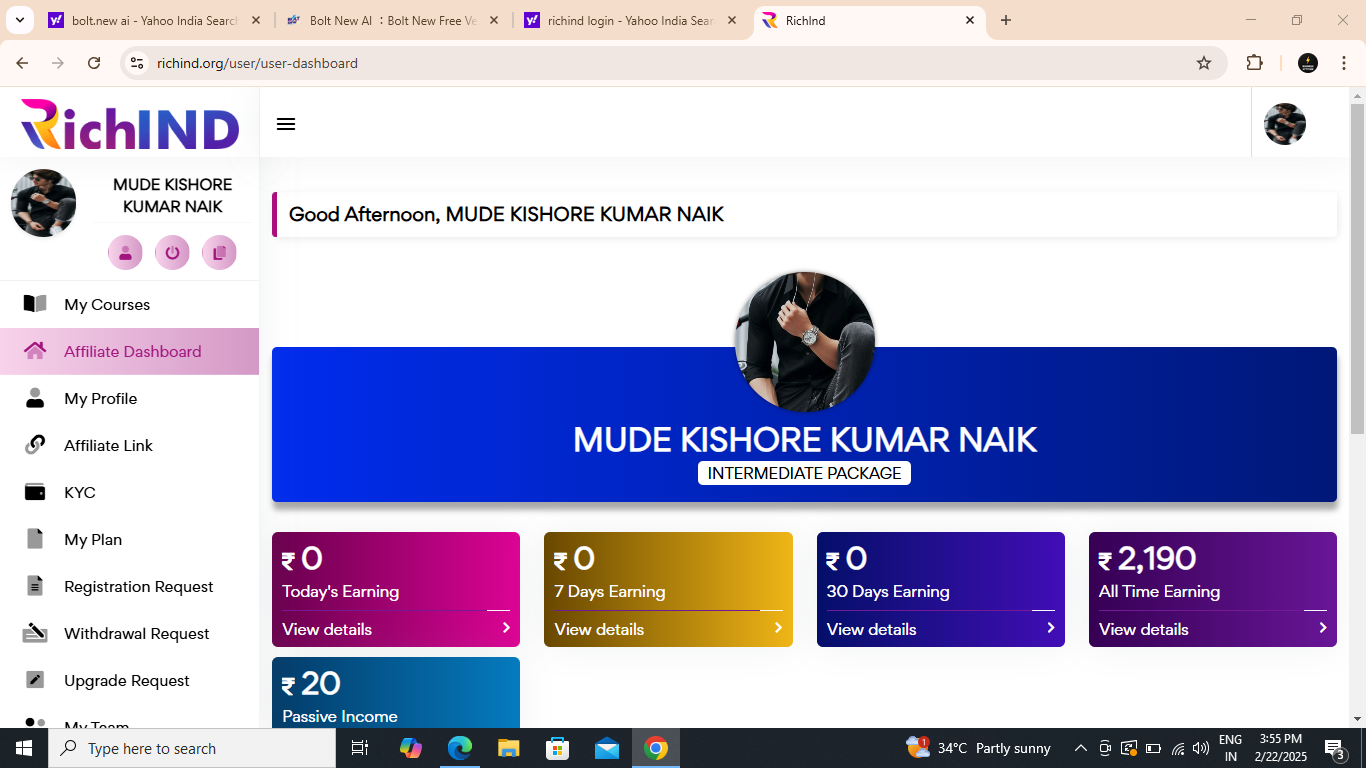 bolt.new ai - Yahoo India Search
Bolt New AI : Bolt New Free Ve
richind login - Yahoo India Sear
RichInd
richind.org/user/user-dashboard
RichIND
MUDE KISHORE
KUMAR NAIK
Good Afternoon, MUDE KISHORE KUMAR NAIK
My Courses
Affiliate Dashboard
My Profile
Affiliate Link
KYC
My Plan
Registration Request
Withdrawal Request
Upgrade Request
My Team
MUDE KISHORE KUMAR NAIK
INTERMEDIATE PACKAGE
₹ 0
Today's Earning
View details
₹ 0
7 Days Earning
View details
₹ 0
30 Days Earning
View details
₹ 2,190
All Time Earning
View details
₹ 20
Passive Income
Type here to search
1
34°C Partly sunny
ENG
IN
3:55 PM
2/22/2025
3